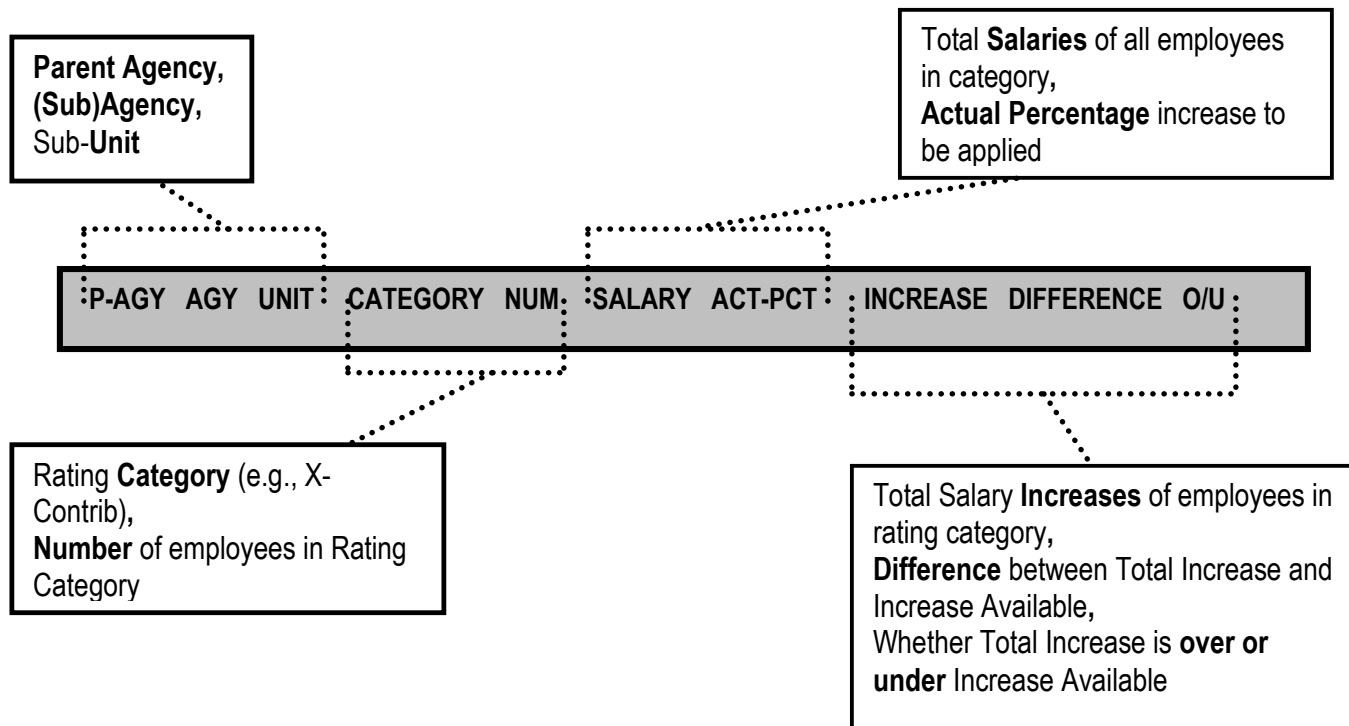 Parent Agency,
(Sub)Agency,
Sub-Unit
Total Salaries of all employees
in category,
Actual Percentage increase to
be applied
P-AGY AGY UNIT CATEGORY NUM SALARY ACT-PCT INCREASE DIFFERENCE O/U
Rating Category (e.g., X-
Contrib),
Number of employees in Rating
Category
Total Salary Increases of employees in
rating category,
Difference between Total Increase and
Increase Available,
Whether Total Increase is over or
under Increase Available